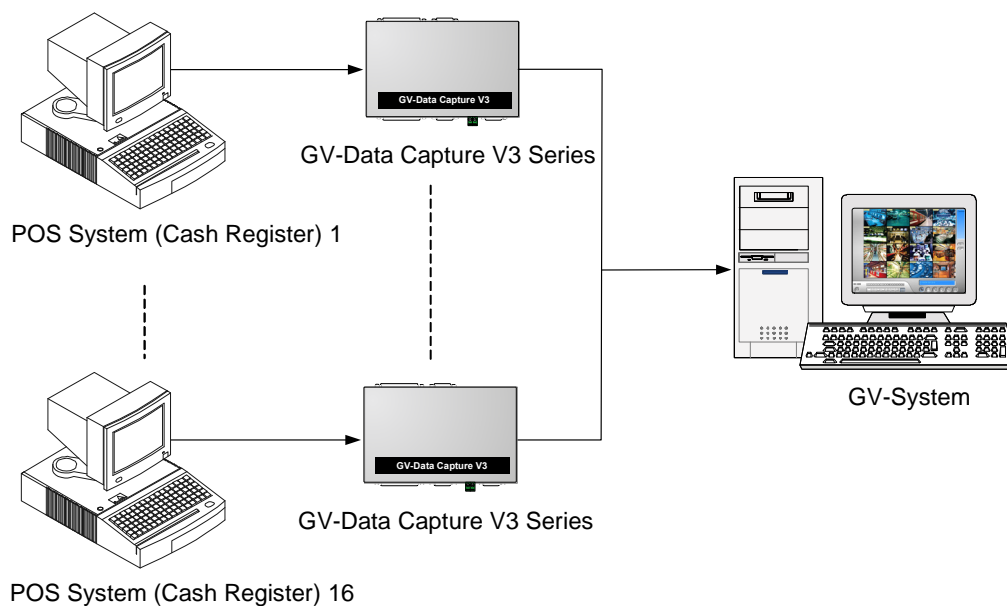 GV-Data Capture V3
GV-Data Capture V3 Series
POS System (Cash Register) 1
GV-System
GV-Data Capture V3
GV-Data Capture V3 Series
POS System (Cash Register) 16